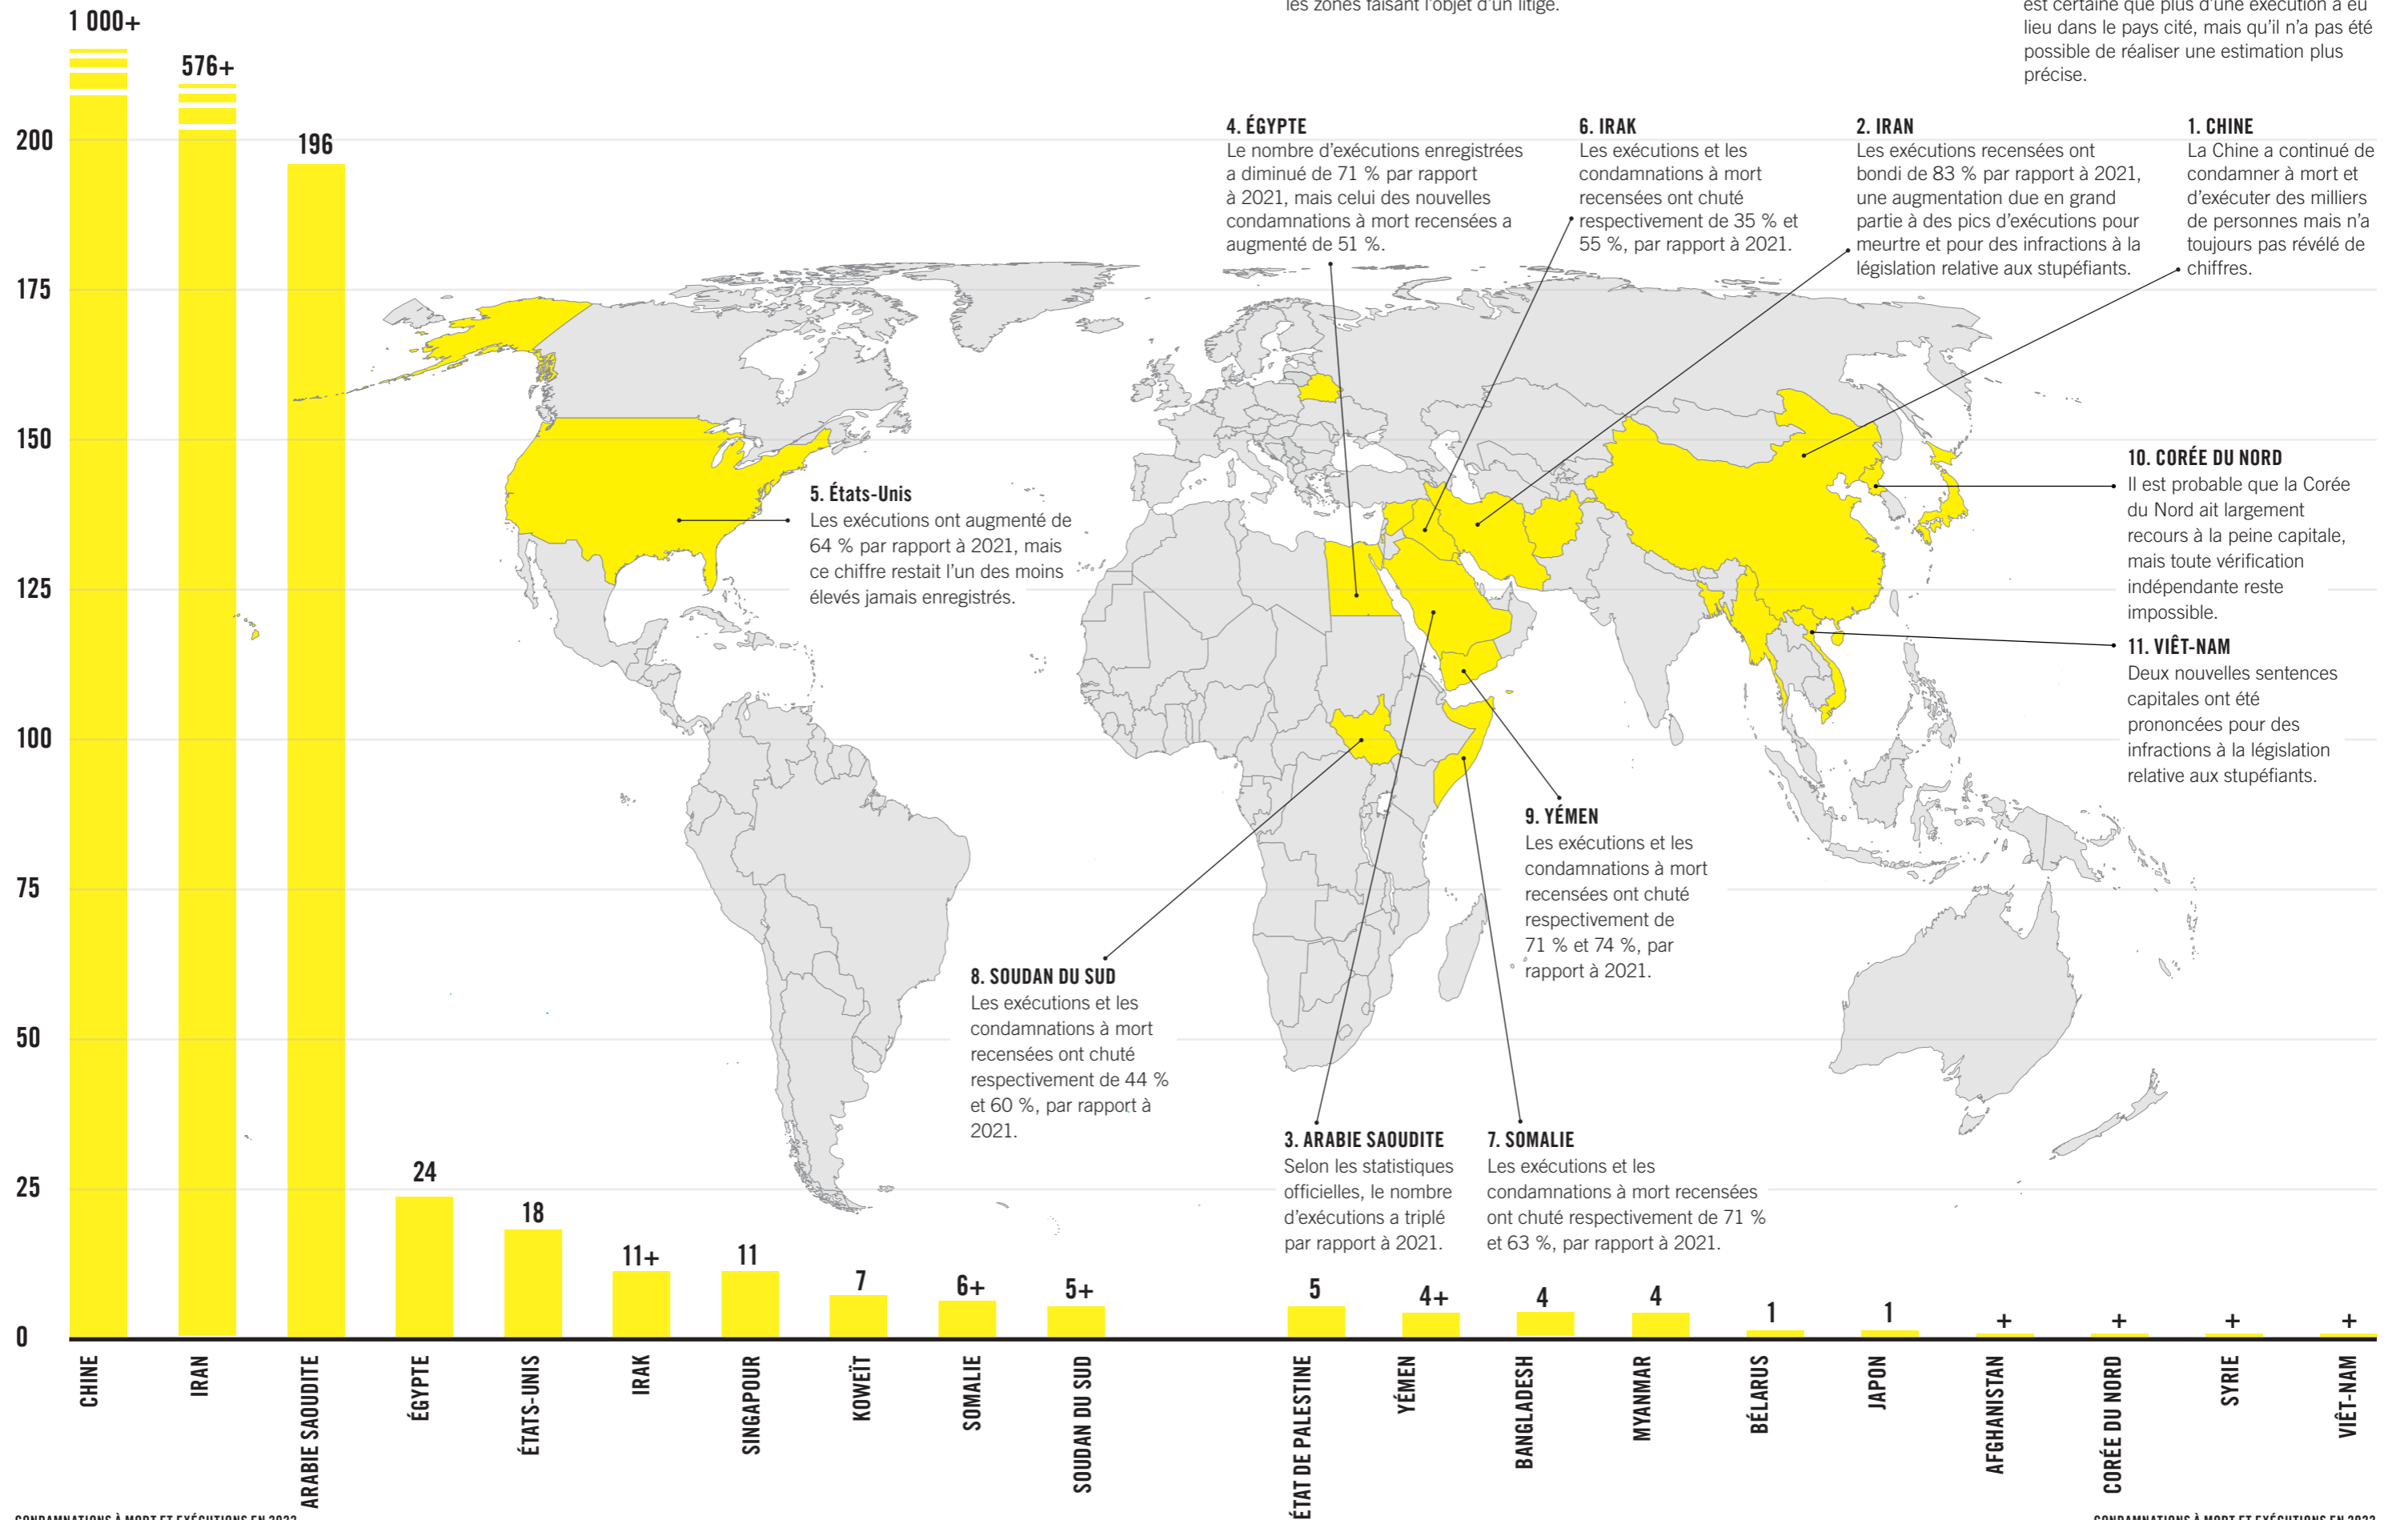 les zones faisant l'objet d'un litige.
est certaine que plus d'une exécution a eu
lieu dans le pays cité, mais qu'il n'a pas été
possible de réaliser une estimation plus
précise.
1 000+
576+
196
200
175
150
125
100
75
50
25
0
4. ÉGYPTE
Le nombre d'exécutions enregistrées
a diminué de 71 % par rapport
à 2021, mais celui des nouvelles
condamnations à mort recensées a
augmenté de 51 %.
6. IRAK
Les exécutions et les
condamnations à mort
recensées ont chuté
respectivement de 35 % et
55 %, par rapport à 2021.
2. IRAN
Les exécutions recensées ont
bondi de 83 % par rapport à 2021,
une augmentation due en grand
partie à des pics d'exécutions pour
meurtre et pour des infractions à la
législation relative aux stupéfiants.
1. CHINE
La Chine a continué de
condamner à mort et
d'exécuter des milliers
de personnes mais n'a
toujours pas révélé de
chiffres.
5. États-Unis
Les exécutions ont augmenté de
64 % par rapport à 2021, mais
ce chiffre restait l'un des moins
élevés jamais enregistrés.
10. CORÉE DU NORD
Il est probable que la Corée
du Nord ait largement
recours à la peine capitale,
mais toute vérification
indépendante reste
impossible.
11. VIÊT-NAM
Deux nouvelles sentences
capitales ont été
prononcées pour des
infractions à la législation
relative aux stupéfiants.
9. YÉMEN
Les exécutions et les
condamnations à mort
recensées ont chuté
respectivement de
71 % et 74 %, par
rapport à 2021.
8. SOUDAN DU SUD
Les exécutions et les
condamnations à mort
recensées ont chuté
respectivement de 44 %
et 60 %, par rapport à
2021.
3. ARABIE SAOUDITE
Selon les statistiques
officielles, le nombre
d'exécutions a triplé
par rapport à 2021.
7. SOMALIE
Les exécutions et les
condamnations à mort recensées
ont chuté respectivement de 71 %
et 63 %, par rapport à 2021.
24
18
11+
11
7
6+
5+
5
4+
4
4
1
1
+
+
+
+
CHINE
IRAN
ARABIE SAOUDITE
ÉGYPTE
ÉTATS-UNIS
IRAK
SINGAPOUR
KOWEÏT
SOMALIE
SOUDAN DU SUD
ÉTAT DE PALESTINE
YÉMEN
BANGLADESH
MYANMAR
BÉLARUS
JAPON
AFGHANISTAN
CORÉE DU NORD
SYRIE
VIÊT-NAM
CONDAMNATIONS À MORT ET EXÉCUTIONS EN 2022
CONDAMNATIONS À MORT ET EXÉCUTIONS EN 2022